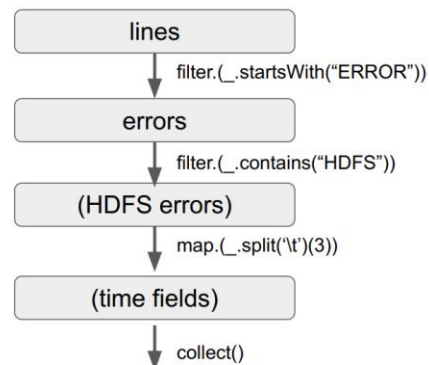 lines
filter.(_.startsWith(“ERROR”))
errors
filter.(_.contains(“HDFS”))
(HDFS errors)
map.(_.split(‘\t’)(3))
(time fields)
collect()